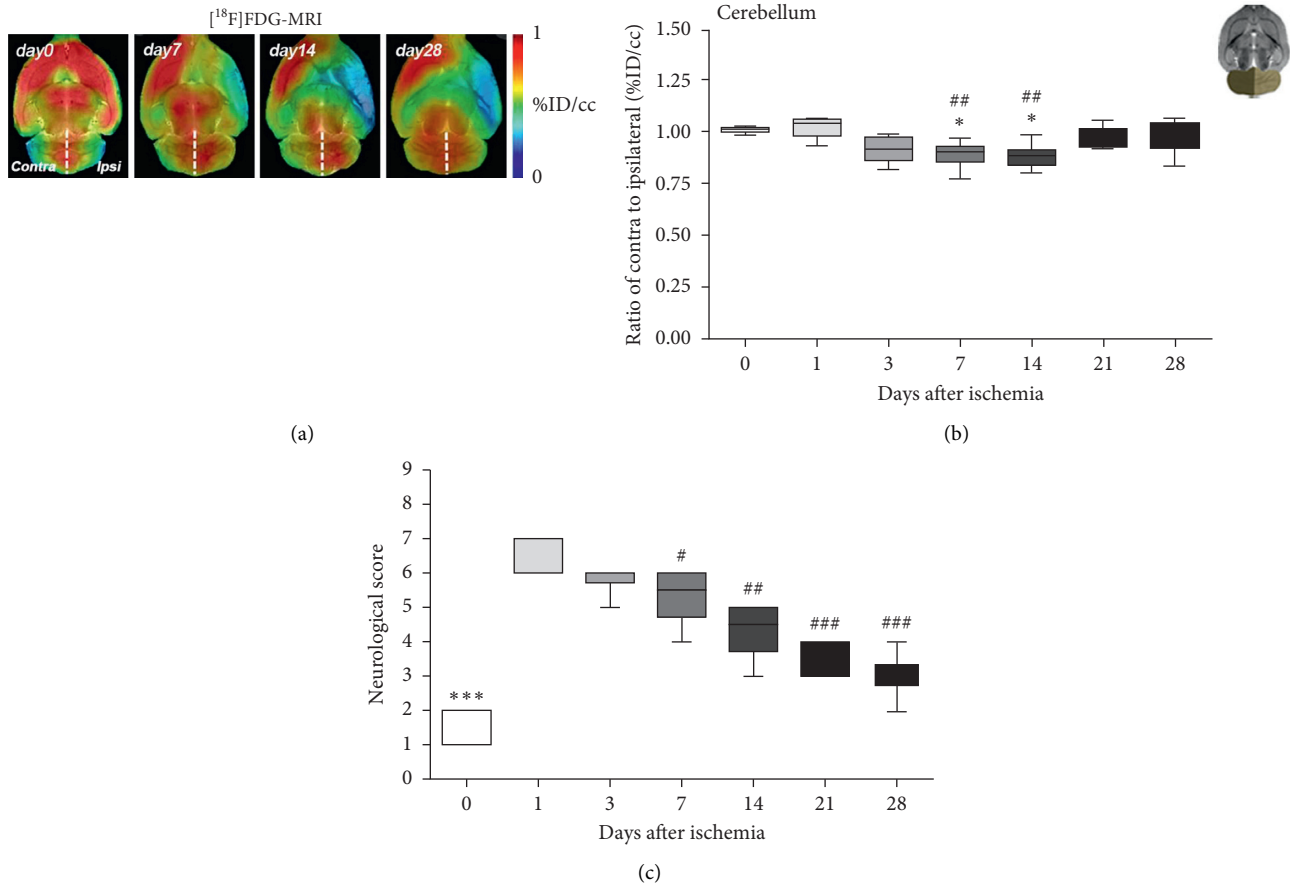 [¹⁸F]FDG-MRI
day0
day7
day14
day28
Contra
Ipsi
1
%ID/cc
0
(a)
Cerebellum
Ratio of contra to ipsilateral (%ID/cc)
1.50
1.25
1.00
0.75
0.50
0.25
0.00
##
*
##
*
0 1 3 7 14 21 28
Days after ischemia
(b)
Neurological score
9
8
7
6
5
4
3
2
1
0
***
#
##
###
###
0 1 3 7 14 21 28
Days after ischemia
(c)